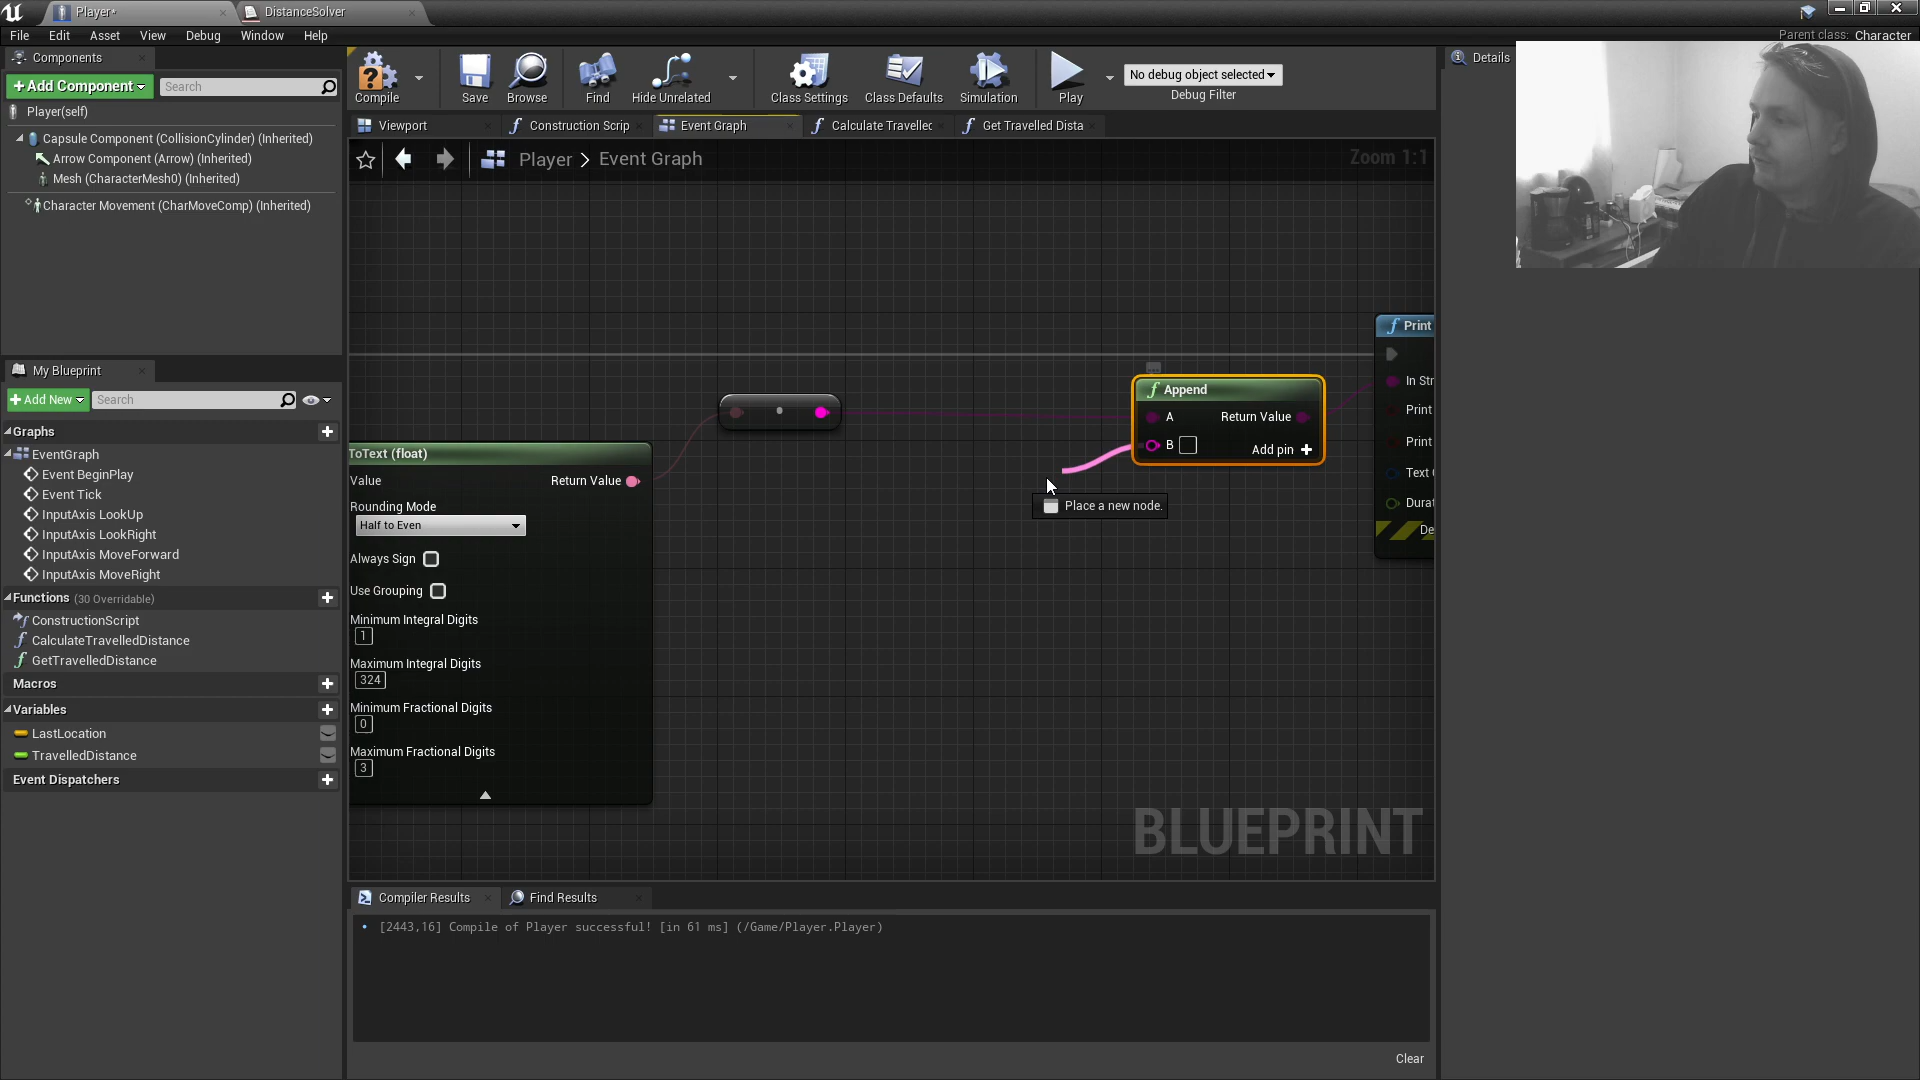 Player*
DistanceSolver
File Edit Asset View Debug Window Help
Parent class: Character
Components
+Add Component
Search
Player(self)
Capsule Component (CollisionCylinder) (Inherited)
Arrow Component (Arrow) (Inherited)
Mesh (CharacterMesh0) (Inherited)
Character Movement (CharMoveComp) (Inherited)
Compile
Save
Browse
Find
Hide Unrelated
Class Settings
Class Defaults
Simulation
Play
No debug object selected
Debug Filter
Details
Viewport
Construction Scrip
Event Graph
Calculate Travellec
Get Travelled Dista
Player > Event Graph
Zoom 1:1
ToText (float)
Value
Return Value
Rounding Mode
Half to Even
Always Sign
Use Grouping
Minimum Integral Digits
1
Maximum Integral Digits
324
Minimum Fractional Digits
0
Maximum Fractional Digits
3
Append
A
Return Value
B
Add pin +
Place a new node.
Print
In Str
Print
Print
Text
Durat
De
BLUEPRINT
My Blueprint
+Add New
Search
Graphs
EventGraph
Event BeginPlay
Event Tick
InputAxis LookUp
InputAxis LookRight
InputAxis MoveForward
InputAxis MoveRight
Functions (30 Overridable)
ConstructionScript
CalculateTravelledDistance
GetTravelledDistance
Macros
Variables
LastLocation
TravelledDistance
Event Dispatchers
Compiler Results
Find Results
[2443,16] Compile of Player successful! [in 61 ms] (/Game/Player.Player)
Clear